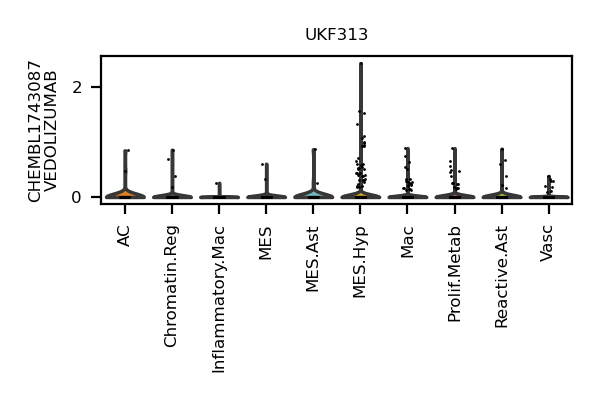 UKF313
CHEMBL1743087
VEDOLIZUMAB
2
0
AC
Chromatin.Reg
Inflammatory.Mac
MES
MES.Ast
MES.Hyp
Mac
Prolif.Metab
Reactive.Ast
Vasc